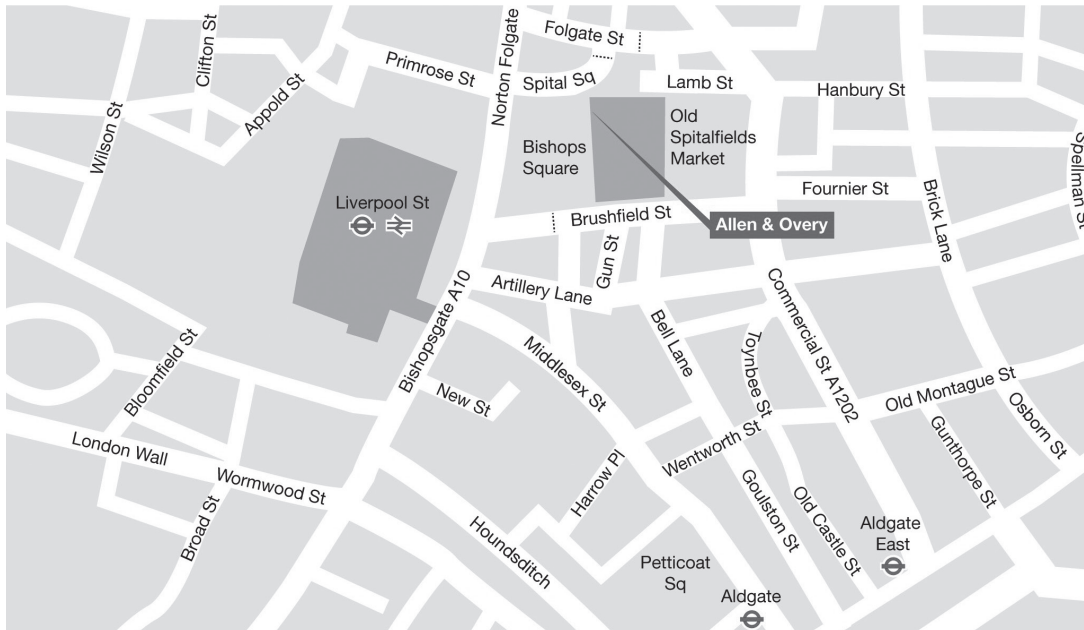 Folgate St
Clifton St
Norton Folgate
Primrose St
Spital Sq
Lamb St
Hanbury St
Appold St
Wilson St
Old
Spitalfields
Market
Bishops
Square
Spellman St
Fournier St
Liverpool St
Brushfield St
Allen & Overy
Brick Lane
Gun St
Artillery Lane
Bishopsgate A10
Commercial St A1202
Bell Lane
Toynbee St
Middlesex St
Bloomfield St
New St
Old Montague St
Osborn St
Gunthorpe St
London Wall
Wentworth St
Wormwood St
Harrow Pl
Goulston St
Old Castle St
Broad St
Houndsditch
Aldgate
East
Petticoat
Sq
Aldgate